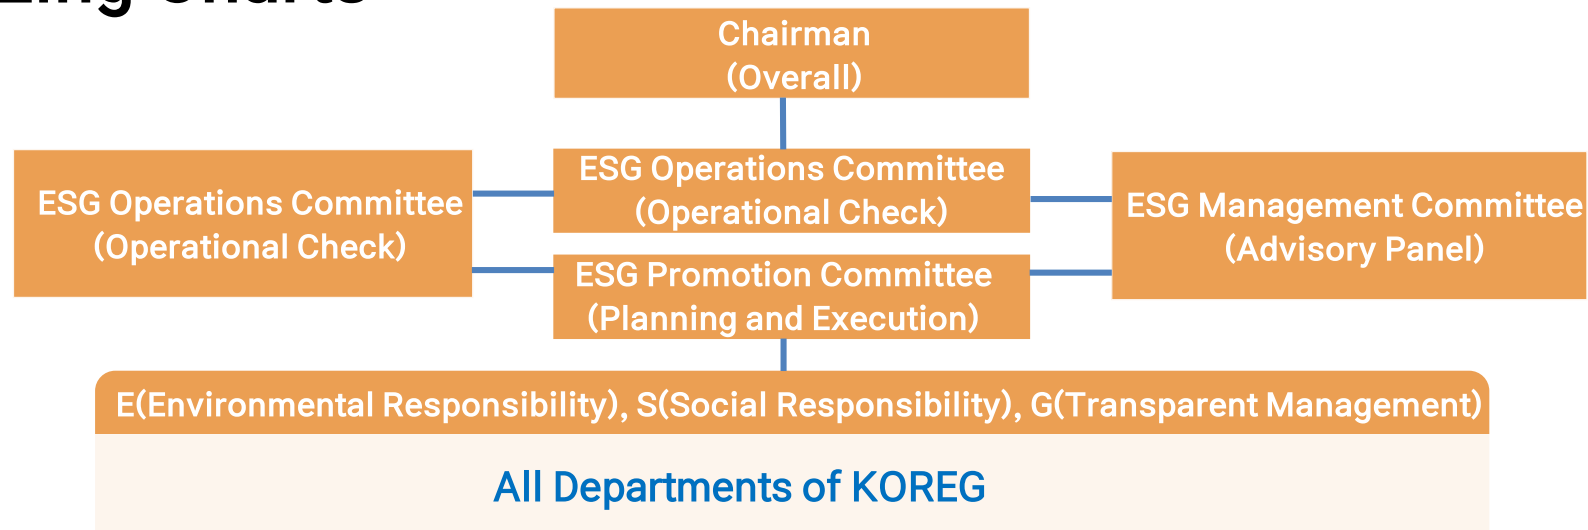 Chairman
(Overall)
ESG Operations Committee
(Operational Check)
ESG Operations Committee
(Operational Check)
ESG Management Committee
(Advisory Panel)
ESG Promotion Committee
(Planning and Execution)
E(Environmental Responsibility), S(Social Responsibility), G(Transparent Management)
All Departments of KOREG